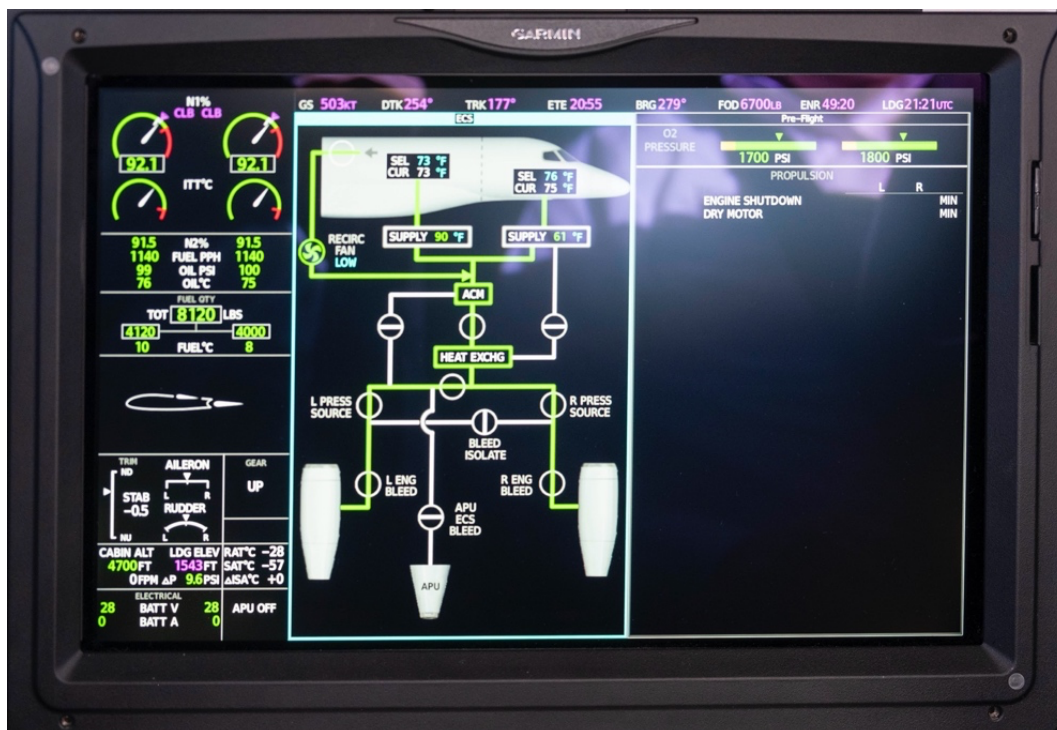 GARMIN
GS 503KT DTK 254° TRK 177° ETE 20:55 BRG 279° FOD 6700LB ENR 49:20 LDG 21:21UTC
N1%
CLB CLB
92.1 92.1
ITT°C
91.5 N2% 91.5
1140 FUEL PPH 1140
99 OIL PSI 100
76 OIL°C 75
FUEL QTY
TOT 8120 LBS
4120 4000
10 FUEL°C 8
TRIM
ND
STAB
-0.5
NU
AILERON
L R
RUDDER
L R
GEAR
UP
CABIN ALT LDG ELEV
4700FT 1543FT
0FPM △P 9.6PSI
RAT°C -28
SAT°C -57
△ISA°C +0
ELECTRICAL
28 BATT V 28
0 BATT A 0
APU OFF
ECS
SEL 73 °F
CUR 73 °F
SEL 76 °F
CUR 75 °F
RECIRC
FAN
LOW
SUPPLY 90 °F
SUPPLY 61 °F
ACM
HEAT EXCHG
L PRESS
SOURCE
R PRESS
SOURCE
BLEED
ISOLATE
L ENG
BLEED
R ENG
BLEED
APU
ECS
BLEED
APU
Pre-Flight
O2
PRESSURE
1700 PSI 1800 PSI
PROPULSION
L R
ENGINE SHUTDOWN MIN
DRY MOTOR MIN